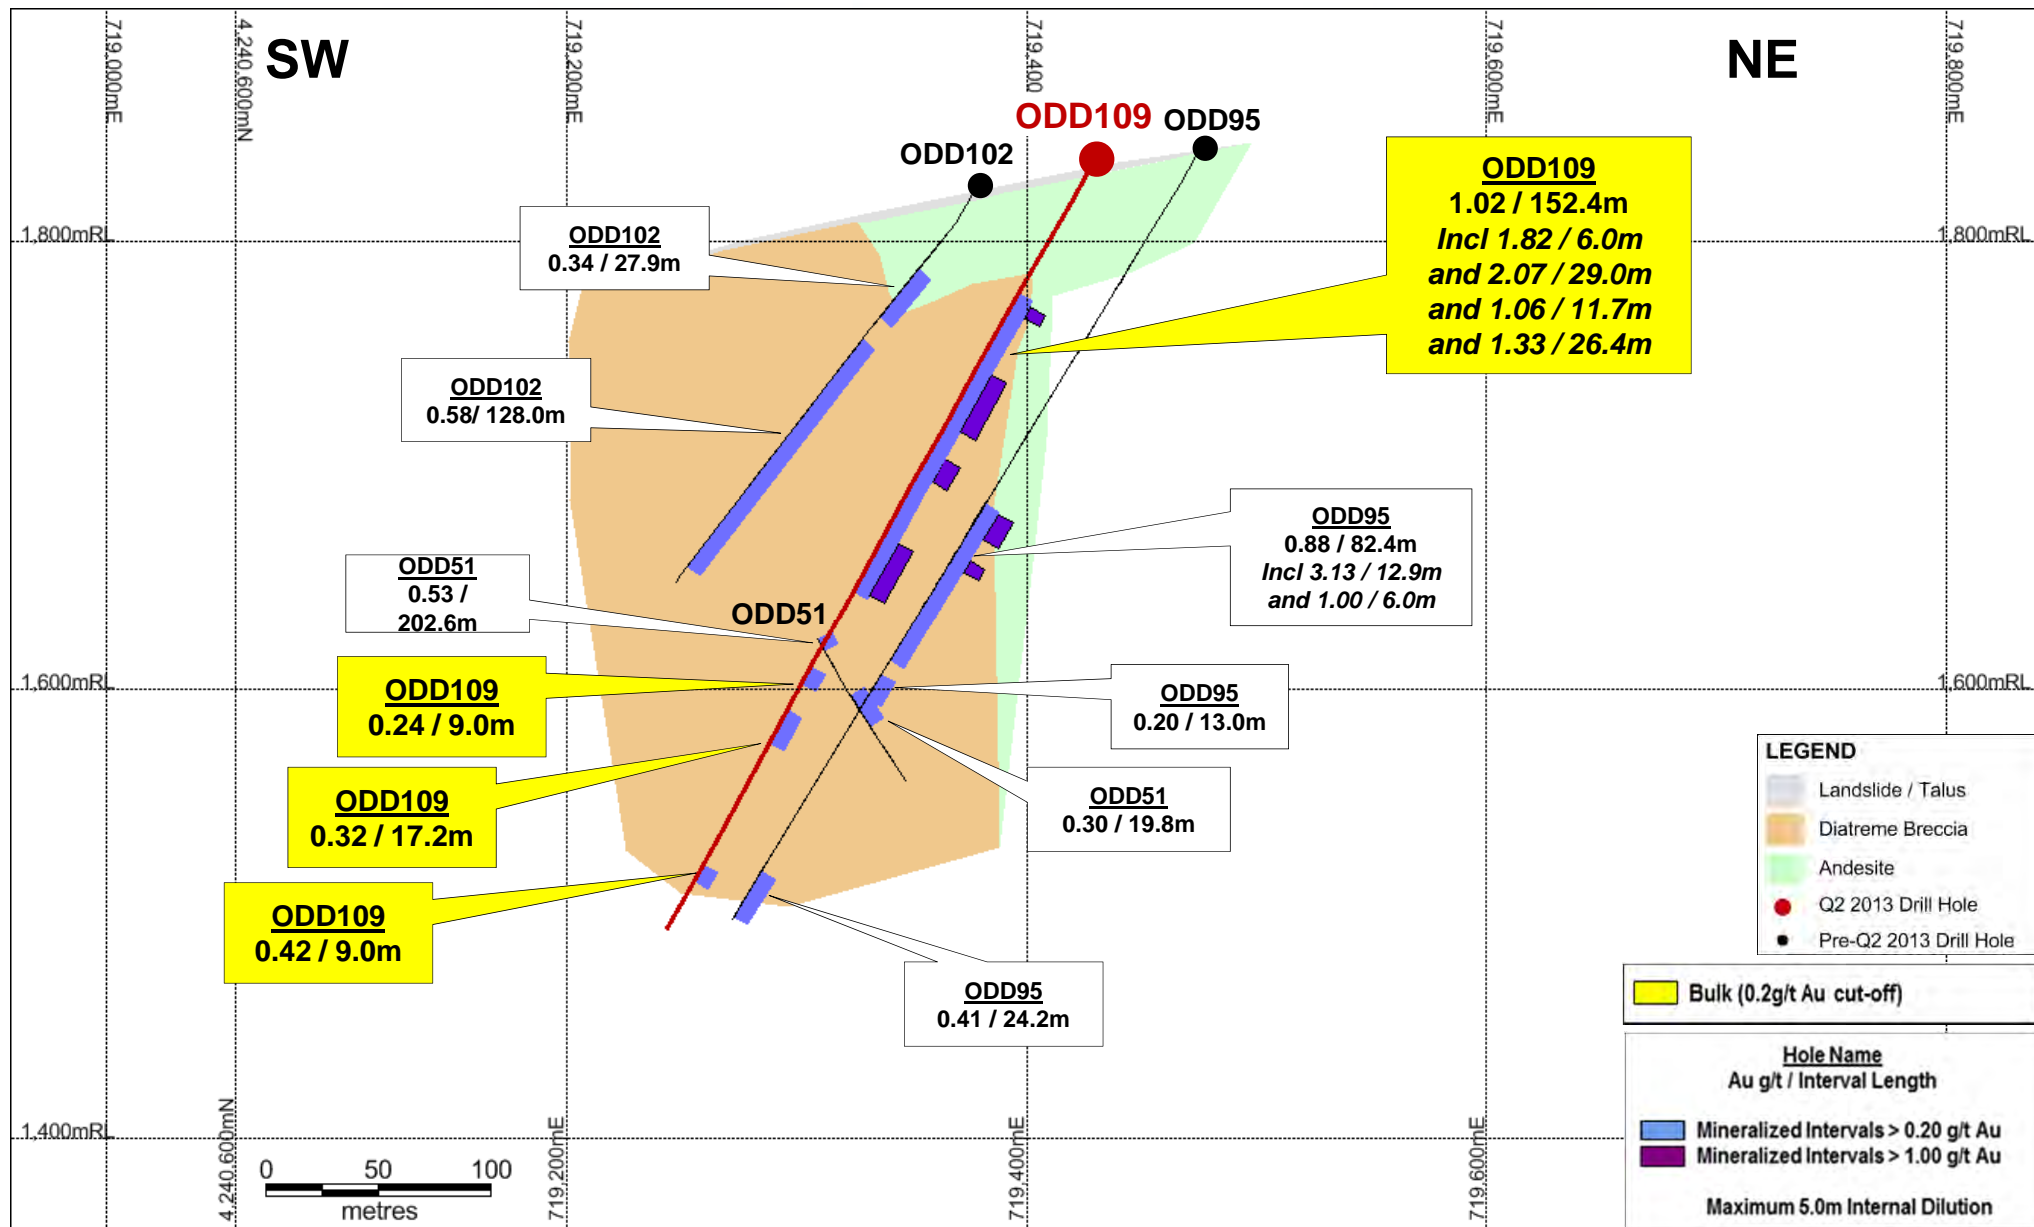 719,000mE
4,240,600mN
719,200mE
719,400
719,600mE
719,800mE
SW
NE
ODD109
ODD95
ODD102
1,800mRL
1,800mRL
ODD102
0.34 / 27.9m
ODD109
1.02 / 152.4m
Incl 1.82 / 6.0m
and 2.07 / 29.0m
and 1.06 / 11.7m
and 1.33 / 26.4m
ODD102
0.58/ 128.0m
ODD95
0.88 / 82.4m
Incl 3.13 / 12.9m
and 1.00 / 6.0m
ODD51
0.53 /
202.6m
ODD51
1,600mRL
1,600mRL
ODD109
0.24 / 9.0m
ODD95
0.20 / 13.0m
ODD109
0.32 / 17.2m
ODD51
0.30 / 19.8m
ODD109
0.42 / 9.0m
ODD95
0.41 / 24.2m
LEGEND
Landslide / Talus
Diatreme Breccia
Andesite
Q2 2013 Drill Hole
Pre-Q2 2013 Drill Hole
Bulk (0.2g/t Au cut-off)
Hole Name
Au g/t / Interval Length
Mineralized Intervals > 0.20 g/t Au
Mineralized Intervals > 1.00 g/t Au
Maximum 5.0m Internal Dilution
1,400mRL
4,240,600mN
719,200mE
719,400mE
719,600mE
0 50 100
metres